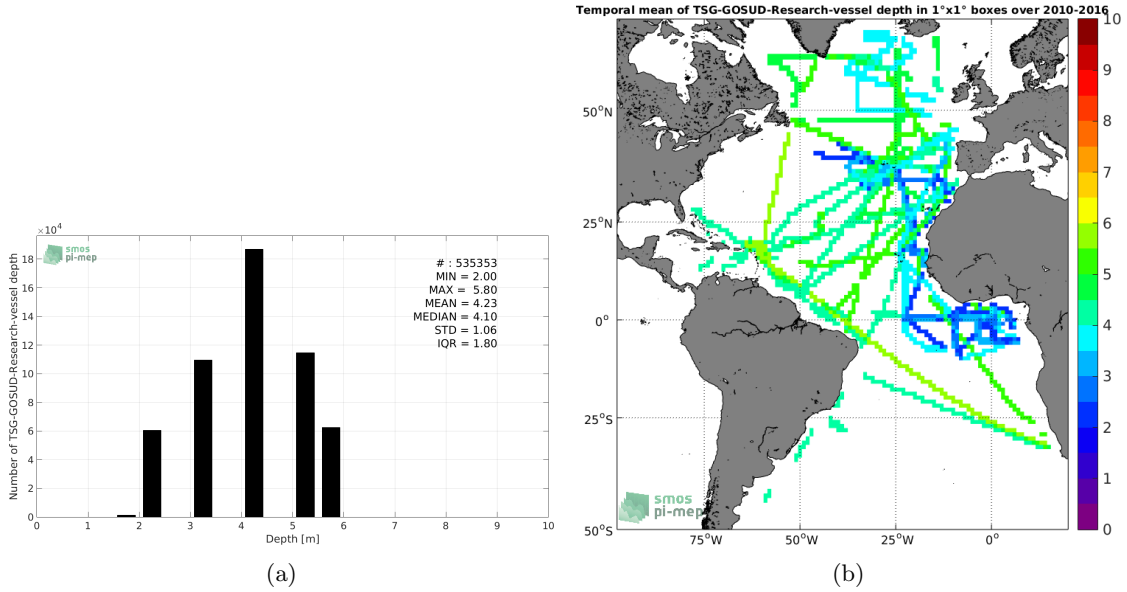 ×10⁴
smos
pi-mep
# : 535353
MIN = 2.00
MAX = 5.80
MEAN = 4.23
MEDIAN = 4.10
STD = 1.06
IQR = 1.80
Number of TSG-GOSUD-Research-vessel depth
18
16
14
12
10
8
6
4
2
0
0 1 2 3 4 5 6 7 8 9 10
Depth [m]
(a)
Temporal mean of TSG-GOSUD-Research-vessel depth in 1°x1° boxes over 2010-2016
50°N
25°N
0°
25°S
50°S
75°W 50°W 25°W 0°
smos
pi-mep
10
9
8
7
6
5
4
3
2
1
0
(b)